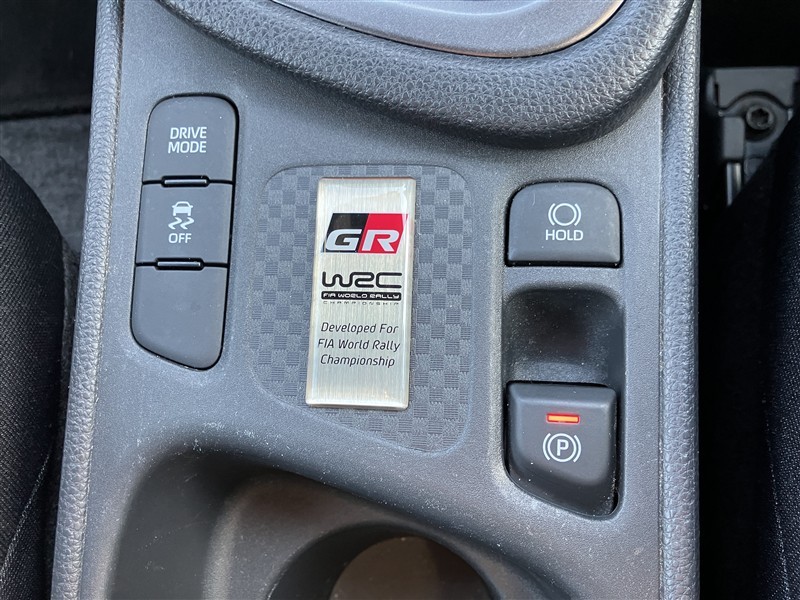 DRIVE
MODE
OFF
GR
WRC
FIA WORLD RALLY
CHAMPIONSHIP
Developed For
FIA World Rally
Championship
HOLD
P